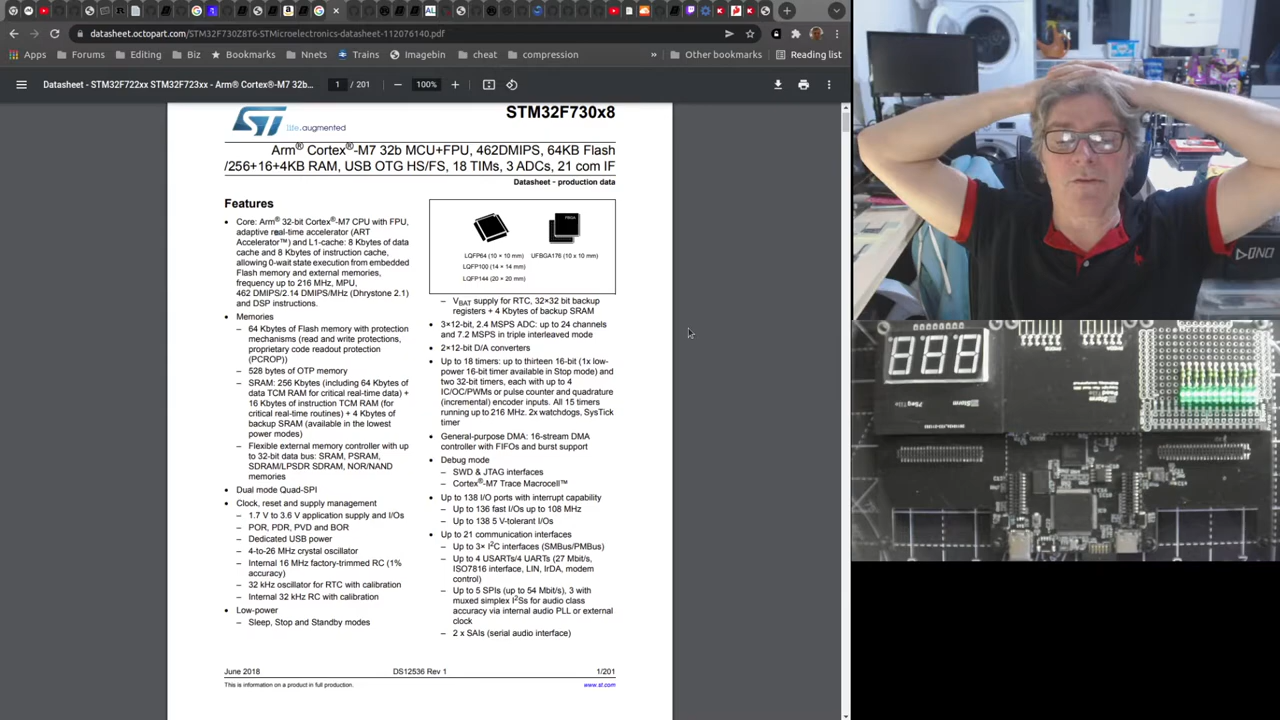 datasheet.octopart.com/STM32F730Z8T6-STMicroelectronics-datasheet-112076140.pdf
Apps Forums Editing Bookmarks Nnets Trains Imagebin cheat compression » Other bookmarks Reading list
Datasheet - STM32F722xx STM32F723xx - Arm® Cortex®-M7 32b... 1 / 201 100%
ST life.augmented
STM32F730x8
Arm® Cortex®-M7 32b MCU+FPU, 462DMIPS, 64KB Flash
/256+16+4KB RAM, USB OTG HS/FS, 18 TIMs, 3 ADCs, 21 com IF
Datasheet - production data
Features
• Core: Arm® 32-bit Cortex®-M7 CPU with FPU,
adaptive real-time accelerator (ART
Accelerator™) and L1-cache: 8 Kbytes of data
cache and 8 Kbytes of instruction cache,
allowing 0-wait state execution from embedded
Flash memory and external memories,
frequency up to 216 MHz, MPU,
462 DMIPS/2.14 DMIPS/MHz (Dhrystone 2.1)
and DSP instructions.
• Memories
– 64 Kbytes of Flash memory with protection
mechanisms (read and write protections,
proprietary code readout protection
(PCROP))
– 528 bytes of OTP memory
– SRAM: 256 Kbytes (including 64 Kbytes of
data TCM RAM for critical real-time data) +
16 Kbytes of instruction TCM RAM (for
critical real-time routines) + 4 Kbytes of
backup SRAM (available in the lowest
power modes)
– Flexible external memory controller with up
to 32-bit data bus: SRAM, PSRAM,
SDRAM/LPSDR SDRAM, NOR/NAND
memories
• Dual mode Quad-SPI
• Clock, reset and supply management
– 1.7 V to 3.6 V application supply and I/Os
– POR, PDR, PVD and BOR
– Dedicated USB power
– 4-to-26 MHz crystal oscillator
– Internal 16 MHz factory-trimmed RC (1%
accuracy)
– 32 kHz oscillator for RTC with calibration
– Internal 32 kHz RC with calibration
• Low-power
– Sleep, Stop and Standby modes
FBGA
LQFP64 (10 × 10 mm) UFBGA176 (10 x 10 mm)
LQFP100 (14 × 14 mm)
LQFP144 (20 × 20 mm)
– VBAT supply for RTC, 32×32 bit backup
registers + 4 Kbytes of backup SRAM
• 3×12-bit, 2.4 MSPS ADC: up to 24 channels
and 7.2 MSPS in triple interleaved mode
• 2×12-bit D/A converters
• Up to 18 timers: up to thirteen 16-bit (1x low-
power 16-bit timer available in Stop mode) and
two 32-bit timers, each with up to 4
IC/OC/PWMs or pulse counter and quadrature
(incremental) encoder inputs. All 15 timers
running up to 216 MHz. 2x watchdogs, SysTick
timer
• General-purpose DMA: 16-stream DMA
controller with FIFOs and burst support
• Debug mode
– SWD & JTAG interfaces
– Cortex®-M7 Trace Macrocell™
• Up to 138 I/O ports with interrupt capability
– Up to 136 fast I/Os up to 108 MHz
– Up to 138 5 V-tolerant I/Os
• Up to 21 communication interfaces
– Up to 3× I2C interfaces (SMBus/PMBus)
– Up to 4 USARTs/4 UARTs (27 Mbit/s,
ISO7816 interface, LIN, IrDA, modem
control)
– Up to 5 SPIs (up to 54 Mbit/s), 3 with
muxed simplex I2Ss for audio class
accuracy via internal audio PLL or external
clock
– 2 x SAIs (serial audio interface)
June 2018 DS12536 Rev 1 1/201
This is information on a product in full production. www.st.com